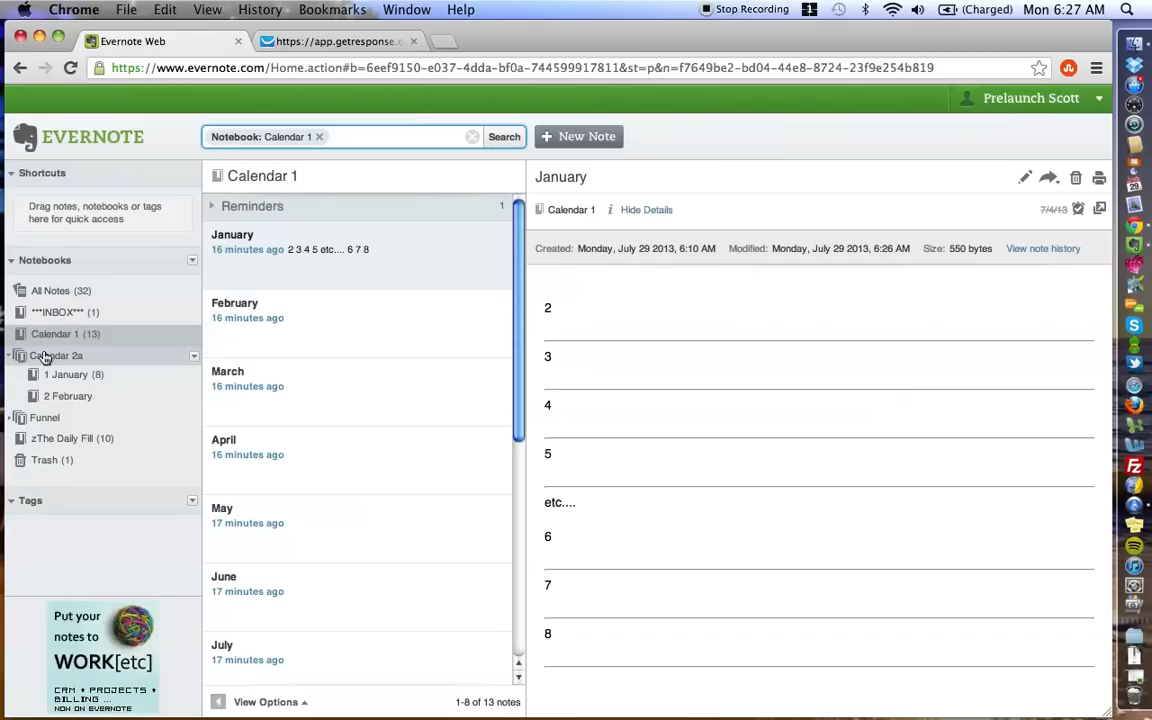 Chrome File Edit View History Bookmarks Window Help Stop Recording (Charged) Mon 6:27 AM
Evernote Web https://app.getresponse.c
https://www.evernote.com/Home.action#b=6eef9150-e037-4dda-bf0a-744599917811&st=p&n=f7649be2-bd04-44e8-8724-23f9e254b819
Prelaunch Scott
EVERNOTE
Notebook: Calendar 1
Search
+ New Note
Shortcuts
Drag notes, notebooks or tags
here for quick access
Notebooks
All Notes (32)
***INBOX*** (1)
Calendar 1 (13)
Calendar 2a
1 January (8)
2 February
Funnel
zThe Daily Fill (10)
Trash (1)
Tags
Put your
notes to
WORK[etc]
CRM + PROJECTS +
BILLING ...
NOW ON EVERNOTE
Calendar 1
Reminders 1
January
16 minutes ago 2 3 4 5 etc.... 6 7 8
February
16 minutes ago
March
16 minutes ago
April
16 minutes ago
May
17 minutes ago
June
17 minutes ago
July
17 minutes ago
View Options 1-8 of 13 notes
January
Calendar 1 i Hide Details 7/4/13
Created: Monday, July 29 2013, 6:10 AM Modified: Monday, July 29 2013, 6:26 AM Size: 550 bytes View note history
2
3
4
5
etc....
6
7
8